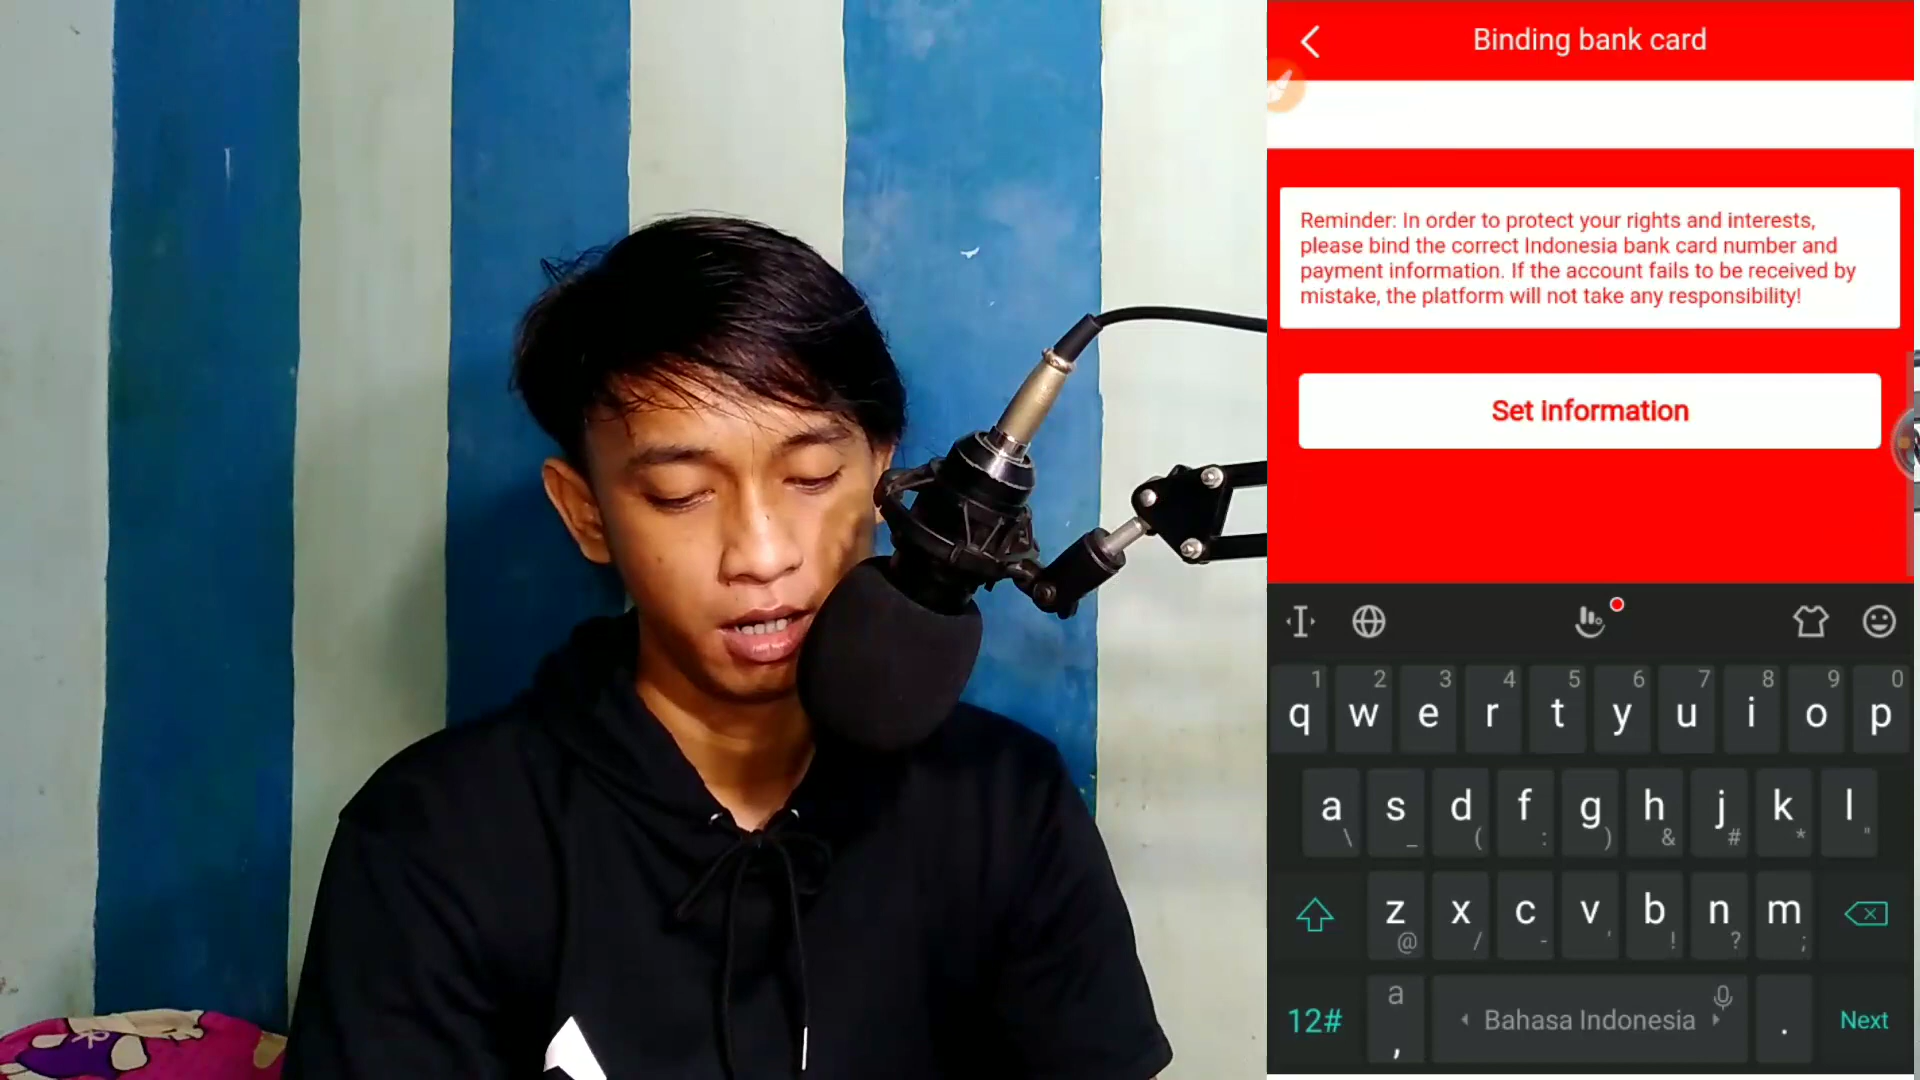 Binding bank card
Reminder: In order to protect your rights and interests,
please bind the correct Indonesia bank card number and
payment information. If the account fails to be received by
mistake, the platform will not take any responsibility!
Set information
1 2 3 4 5 6 7 8 9 0
q w e r t y u i o p
a s d f g h j k l
\ _ ( : ) & # * "
z x c v b n m
@ / - ' ! ? ;
12# a , Bahasa Indonesia . Next